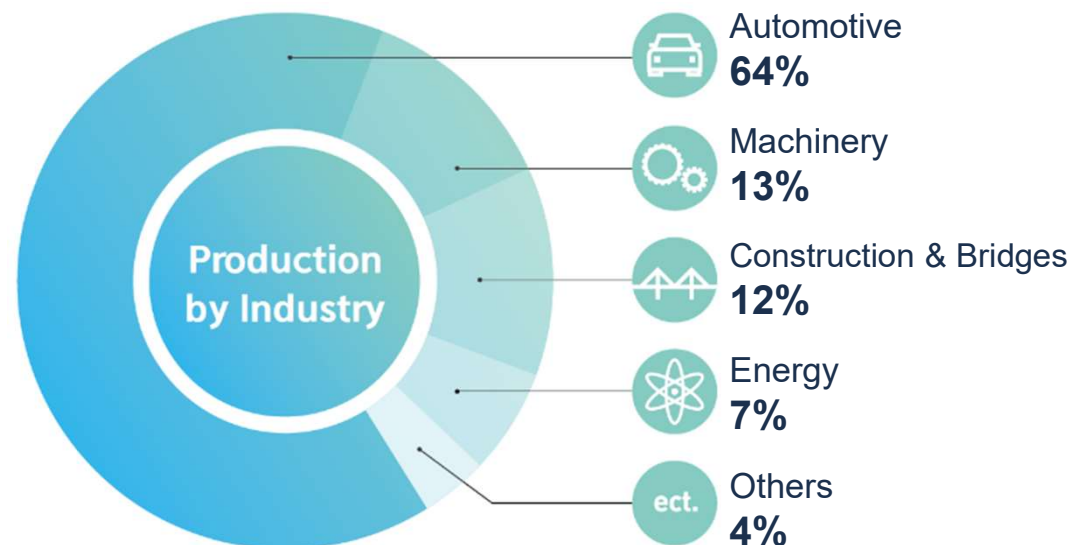 Production
by Industry
Automotive
64%
Machinery
13%
Construction & Bridges
12%
Energy
7%
ect.
Others
4%